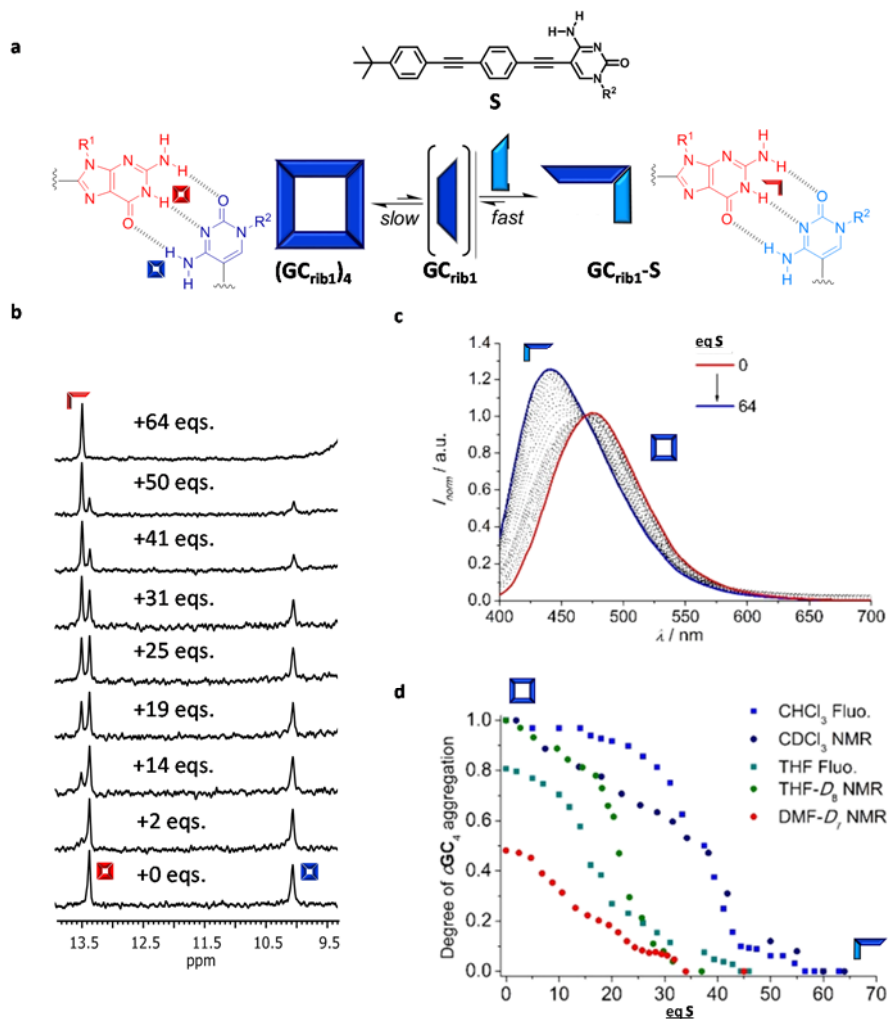 a
H
H-N
N
N
O
R²
S
R¹
N
N
N
N
H
N
H
N-H
O
O
N
R²
N
H
N
H
slow
fast
(GCrib1)4
GCrib1
GCrib1-S
R¹
N
N
N
N
H
N
H
N-H
O
O
N
R²
N
H
N
H
b
+64 eqs.
+50 eqs.
+41 eqs.
+31 eqs.
+25 eqs.
+19 eqs.
+14 eqs.
+2 eqs.
+0 eqs.
13.5 12.5 11.5 10.5 9.5
ppm
c
eq S
0
64
1.4
1.2
1.0
0.8
0.6
0.4
0.2
0.0
Inorm / a.u.
400 450 500 550 600 650 700
λ / nm
d
CHCl₃ Fluo.
CDCl₃ NMR
THF Fluo.
THF-D₈ NMR
DMF-D₇ NMR
1.0
0.8
0.6
0.4
0.2
0.0
Degree of cGC₄ aggregation
0 10 20 30 40 50 60 70
eq S